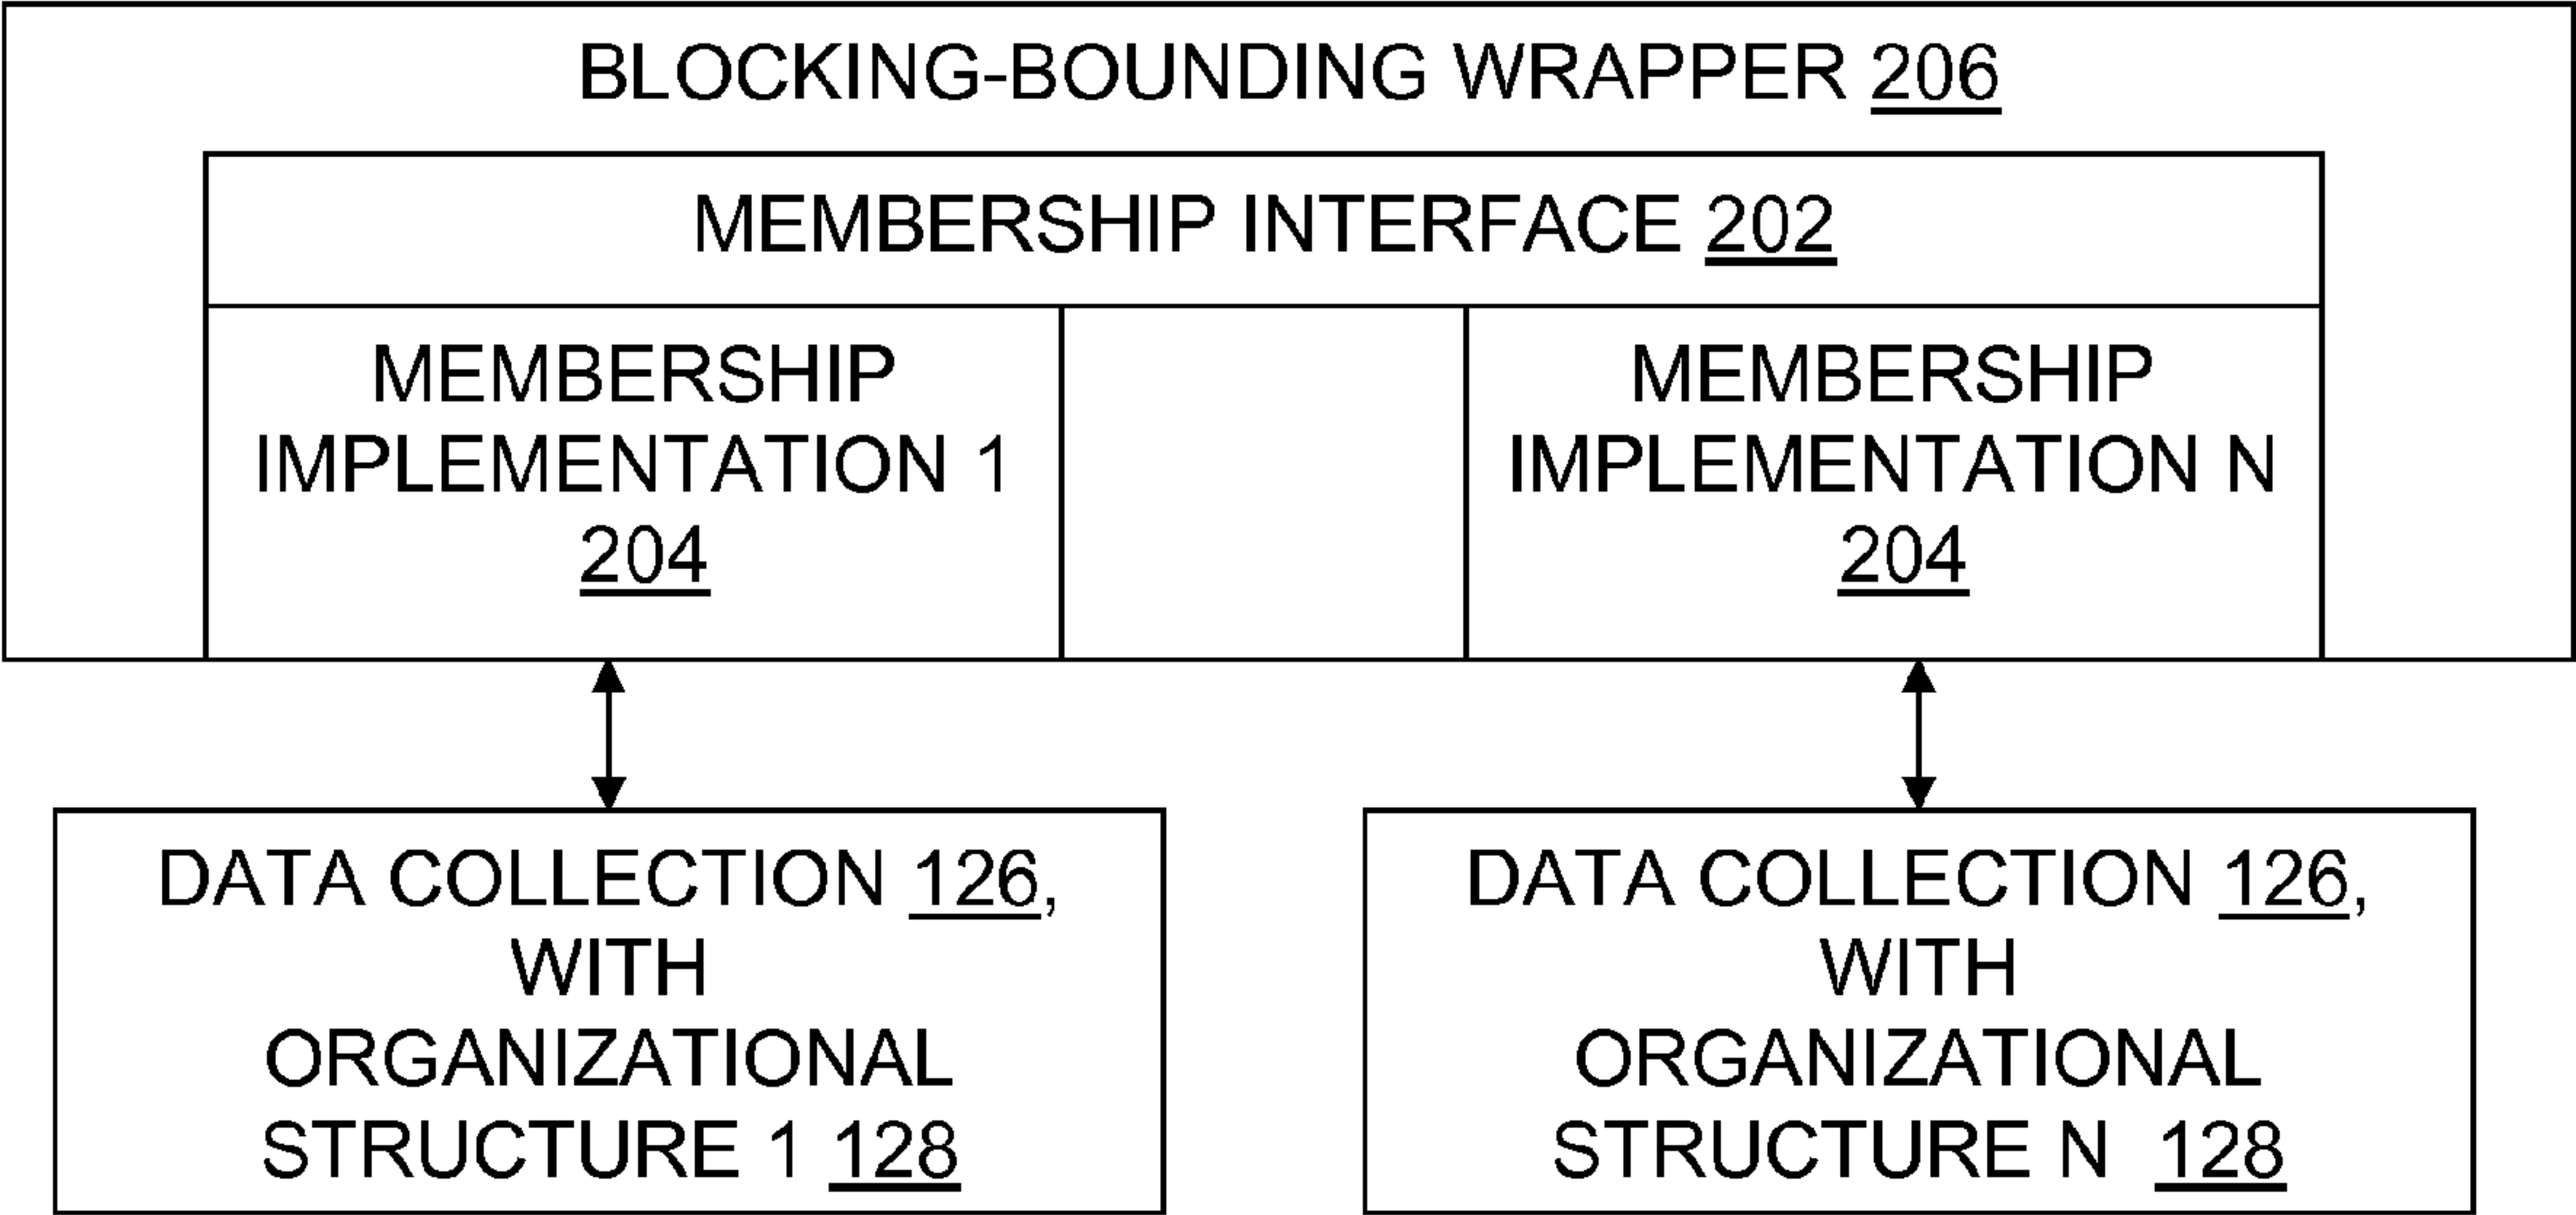 BLOCKING-BOUNDING WRAPPER 206
MEMBERSHIP INTERFACE 202
MEMBERSHIP
IMPLEMENTATION 1
204
MEMBERSHIP
IMPLEMENTATION N
204
DATA COLLECTION 126,
WITH
ORGANIZATIONAL
STRUCTURE 1 128
DATA COLLECTION 126,
WITH
ORGANIZATIONAL
STRUCTURE N 128